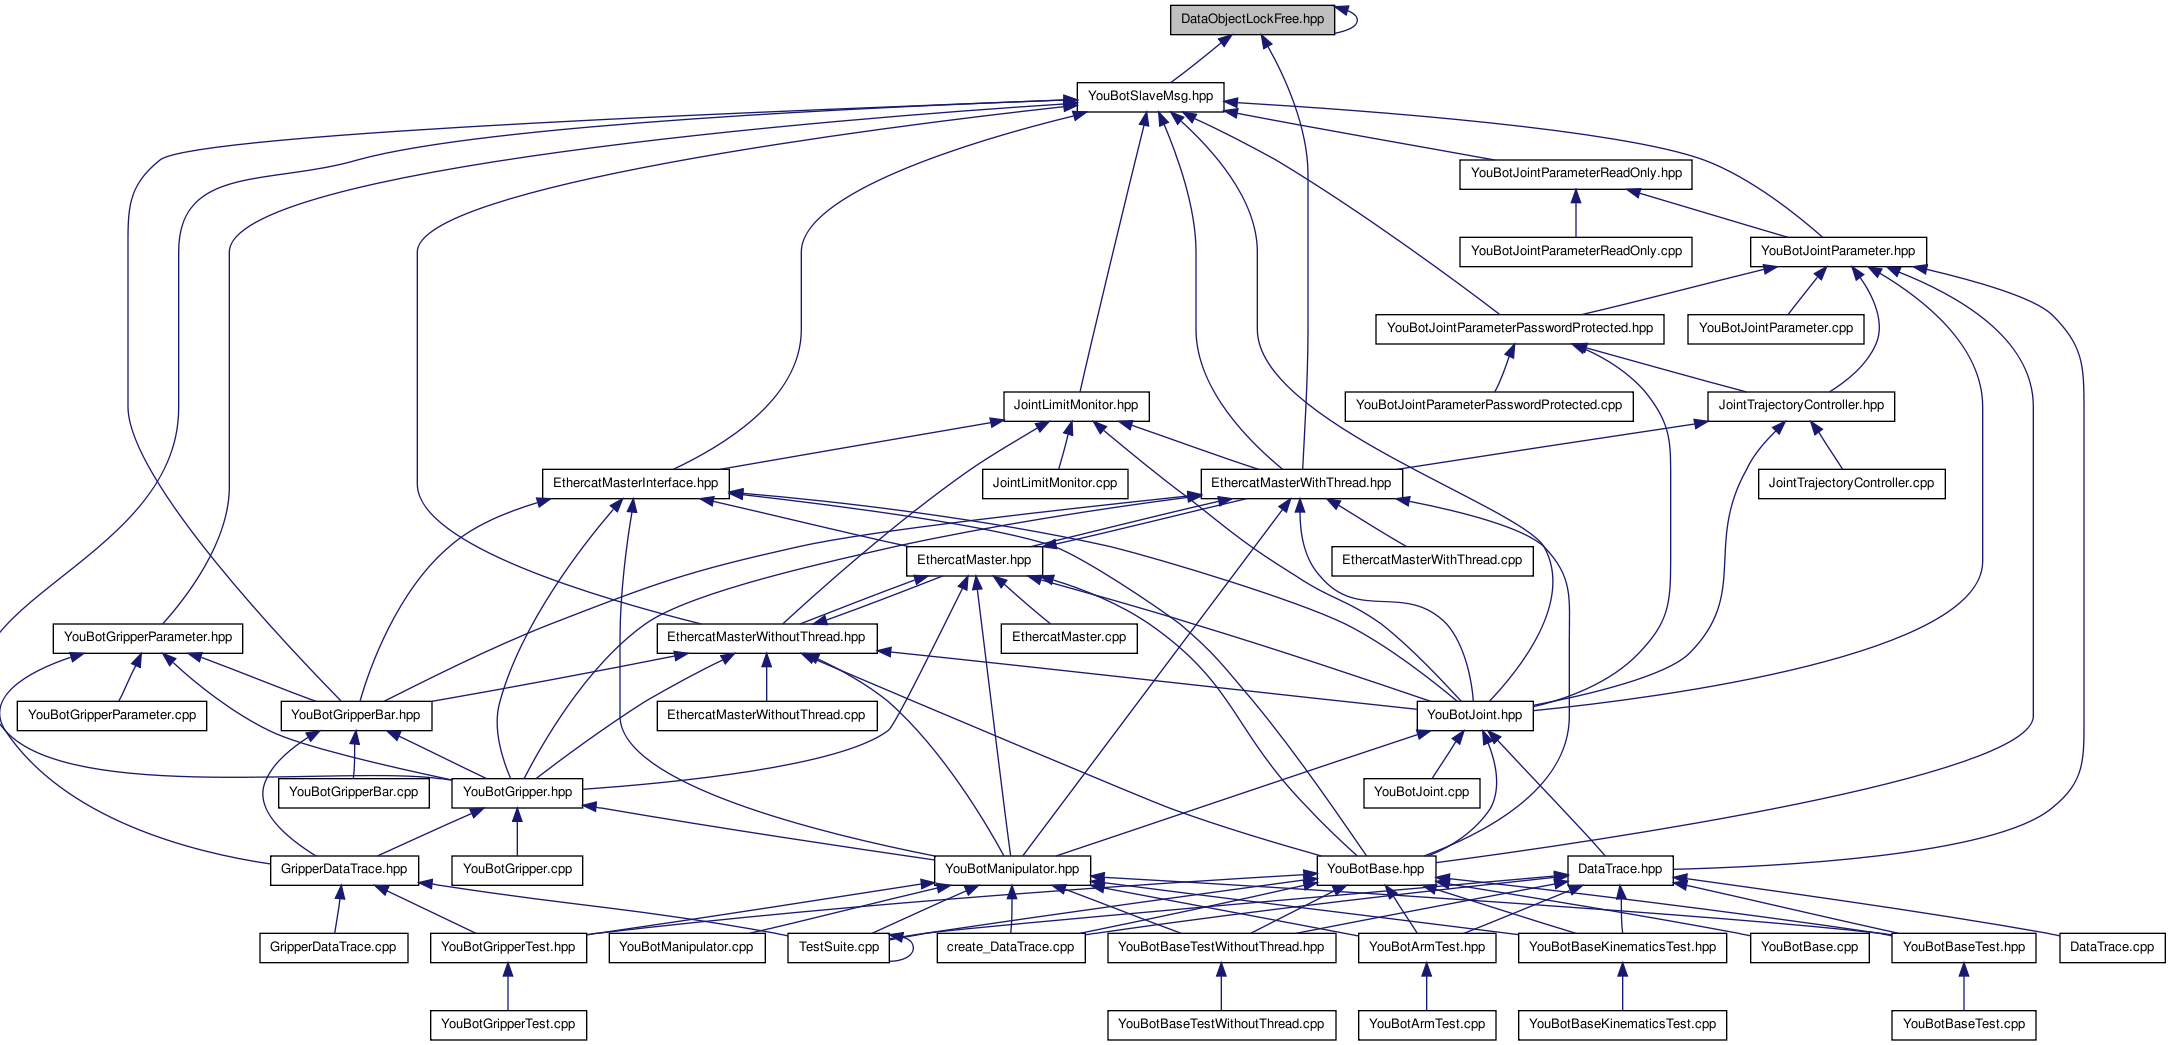 DataObjectLockFree.hpp
YouBotSlaveMsg.hpp
YouBotJointParameterReadOnly.hpp
YouBotJointParameterReadOnly.cpp
YouBotJointParameter.hpp
YouBotJointParameterPasswordProtected.hpp
YouBotJointParameter.cpp
JointLimitMonitor.hpp
YouBotJointParameterPasswordProtected.cpp
JointTrajectoryController.hpp
EthercatMasterInterface.hpp
JointLimitMonitor.cpp
EthercatMasterWithThread.hpp
JointTrajectoryController.cpp
EthercatMaster.hpp
EthercatMasterWithThread.cpp
YouBotGripperParameter.hpp
EthercatMasterWithoutThread.hpp
EthercatMaster.cpp
YouBotGripperParameter.cpp
YouBotGripperBar.hpp
EthercatMasterWithoutThread.cpp
YouBotJoint.hpp
YouBotGripperBar.cpp
YouBotGripper.hpp
YouBotJoint.cpp
GripperDataTrace.hpp
YouBotGripper.cpp
YouBotManipulator.hpp
YouBotBase.hpp
DataTrace.hpp
GripperDataTrace.cpp
YouBotGripperTest.hpp
YouBotManipulator.cpp
TestSuite.cpp
create_DataTrace.cpp
YouBotBaseTestWithoutThread.hpp
YouBotArmTest.hpp
YouBotBaseKinematicsTest.hpp
YouBotBase.cpp
YouBotBaseTest.hpp
DataTrace.cpp
YouBotGripperTest.cpp
YouBotBaseTestWithoutThread.cpp
YouBotArmTest.cpp
YouBotBaseKinematicsTest.cpp
YouBotBaseTest.cpp